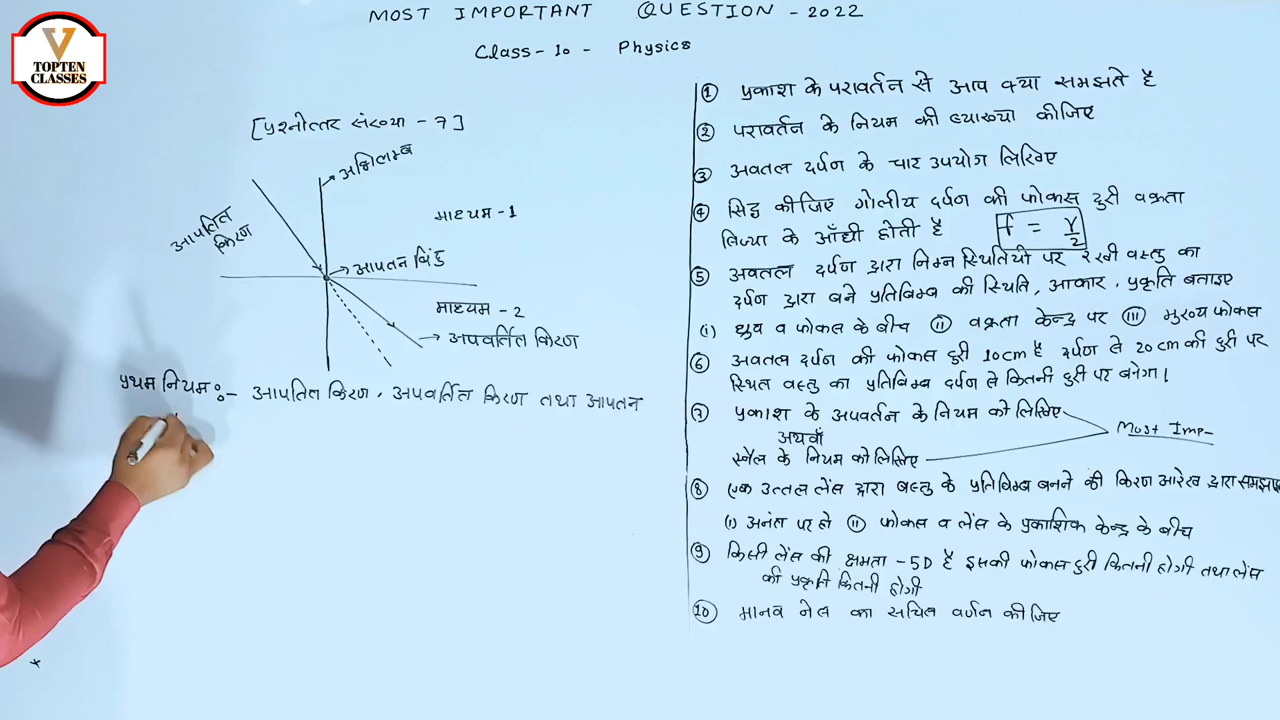 MOST IMPORTANT QUESTION - 2022
Class - 10 - Physics
V
TOPTEN
CLASSES
[प्रश्नोत्तर संख्या - 7]
अभिलम्ब
आपतित
किरण
माध्यम - 1
आपतन बिंदु
माध्यम - 2
अपवर्तित किरण
प्रथम नियम :- आपतित किरण, अपवर्तित किरण तथा आपतन
① प्रकाश के परावर्तन से आप क्या समझते है
② परावर्तन के नियम की व्याख्या कीजिए
③ अवतल दर्पण के चार उपयोग लिखिए
④ सिद्ध कीजिए गोलीय दर्पण की फोकस दुरी वक्रता
त्रिज्या के आँधी होती है f = r/2
⑤ अवतल दर्पण द्वारा निम्न स्थितियो पर रखी वस्तु का
दर्पण द्वारा बने प्रतिबिम्ब की स्थिति, आकार, प्रकृति बताइए
(i) ध्रुव व फोकस के बीच (ii) वक्रता केन्द्र पर (iii) मुख्य फोकस
⑥ अवतल दर्पण की फोकस दुरी 10cm है दर्पण से 20cm की दुरी पर
स्थित वस्तु का प्रतिबिम्ब दर्पण से कितनी दुरी पर बनेगा।
⑦ प्रकाश के अपवर्तन के नियम को लिखिए
अथवाँ
Most Imp-
स्नैल के नियम को लिखिए
⑧ एक उत्तल लेंस द्वारा वस्तु के प्रतिबिम्ब बनने की किरण आरेख द्वारा समझाए
(i) अनंत पर हो (ii) फोकस व लेंस के प्रकाशिक केन्द्र के बीच
⑨ किसी लेंस की क्षमता -5D है इसकी फोकस दुरी कितनी होगी तथा लेंस
की प्रकृति कितनी होगी
⑩ मानव नेत्र का सचित्र वर्णन कीजिए